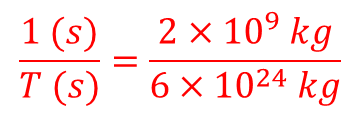 1 (s) / T (s) = 2 × 10⁹ kg / 6 × 10²⁴ kg